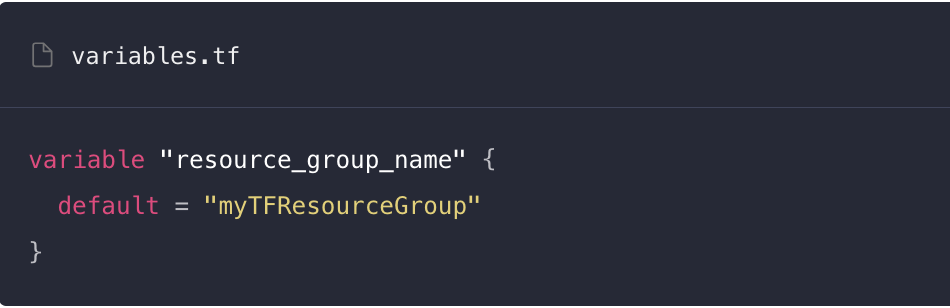 variables.tf
variable "resource_group_name" {
  default = "myTFResourceGroup"
}